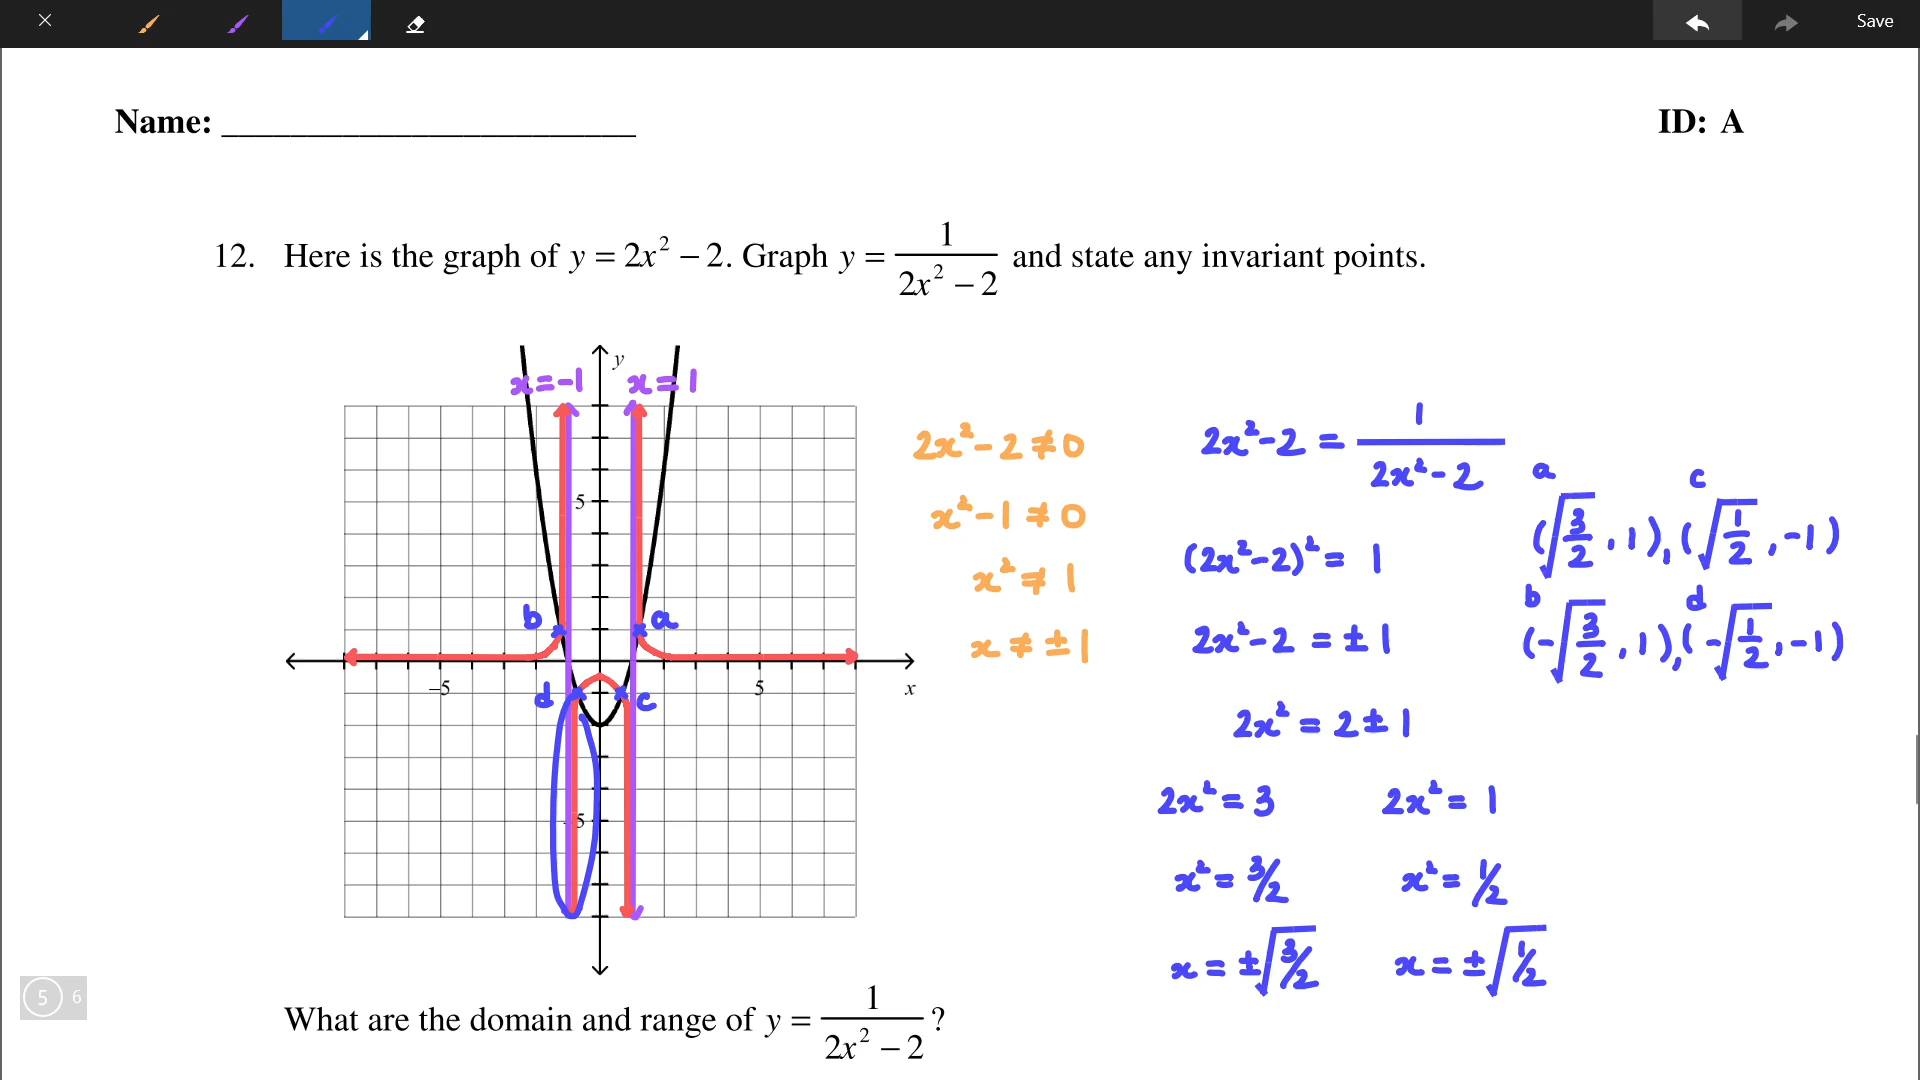 Save
Name: ________________________ ID: A
12. Here is the graph of y = 2x² − 2. Graph y = 1/(2x² − 2) and state any invariant points.
y
x=-1 x=1
5
b a
-5 5 x
d c
-5
2x²-2≠0
x²-1≠0
x²≠1
x≠±1
2x²-2 = 1/(2x²-2)
(2x²-2)² = 1
2x²-2 = ±1
2x² = 2±1
2x² = 3 2x² = 1
x² = 3/2 x² = 1/2
x = ±√(3/2) x = ±√(1/2)
a c
(√(3/2), 1), (√(1/2), -1)
b d
(-√(3/2), 1), (-√(1/2), -1)
5 6
What are the domain and range of y = 1/(2x² − 2)?